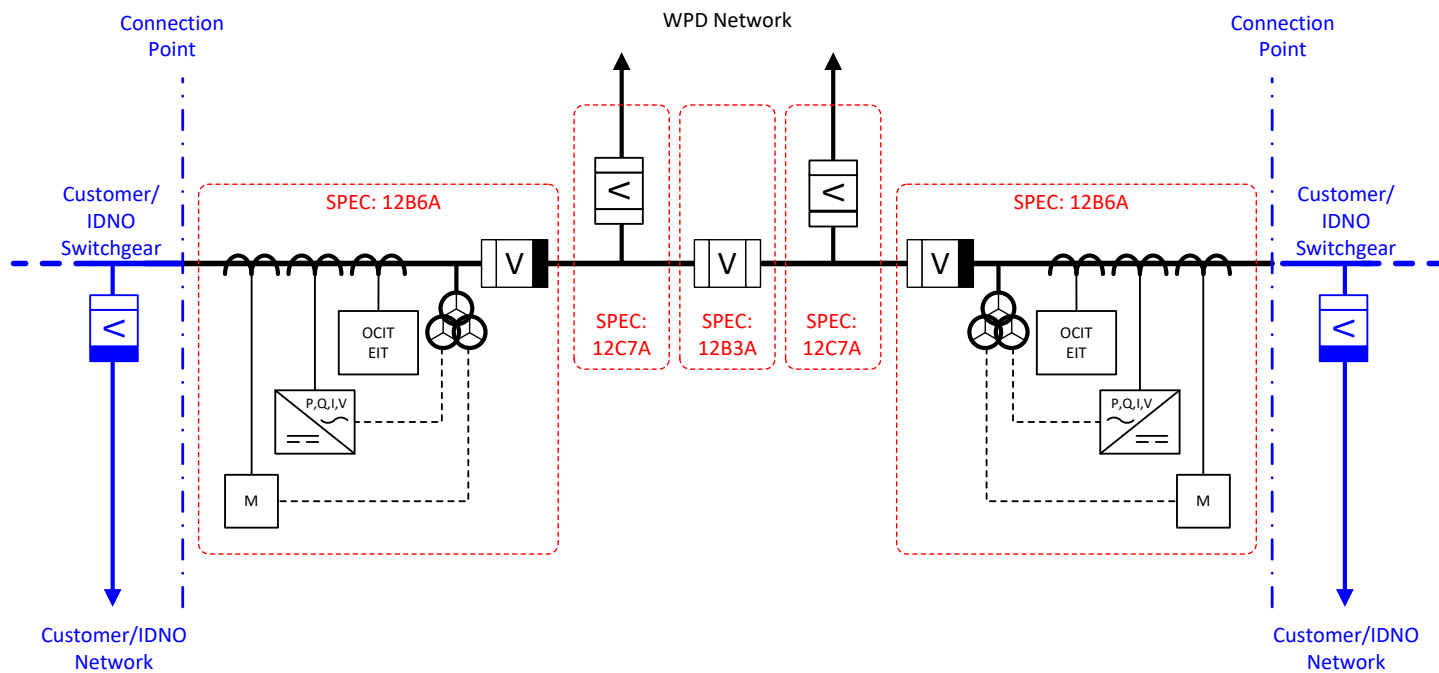 WPD Network
Connection
Point
Connection
Point
Customer/
IDNO
Switchgear
SPEC: 12B6A
V
V
SPEC: 12B6A
Customer/
IDNO
Switchgear
V
V
V
V
V
SPEC:
12C7A
SPEC:
12B3A
SPEC:
12C7A
OCIT
EIT
OCIT
EIT
P,Q,I,V
P,Q,I,V
M
M
Customer/IDNO
Network
Customer/IDNO
Network